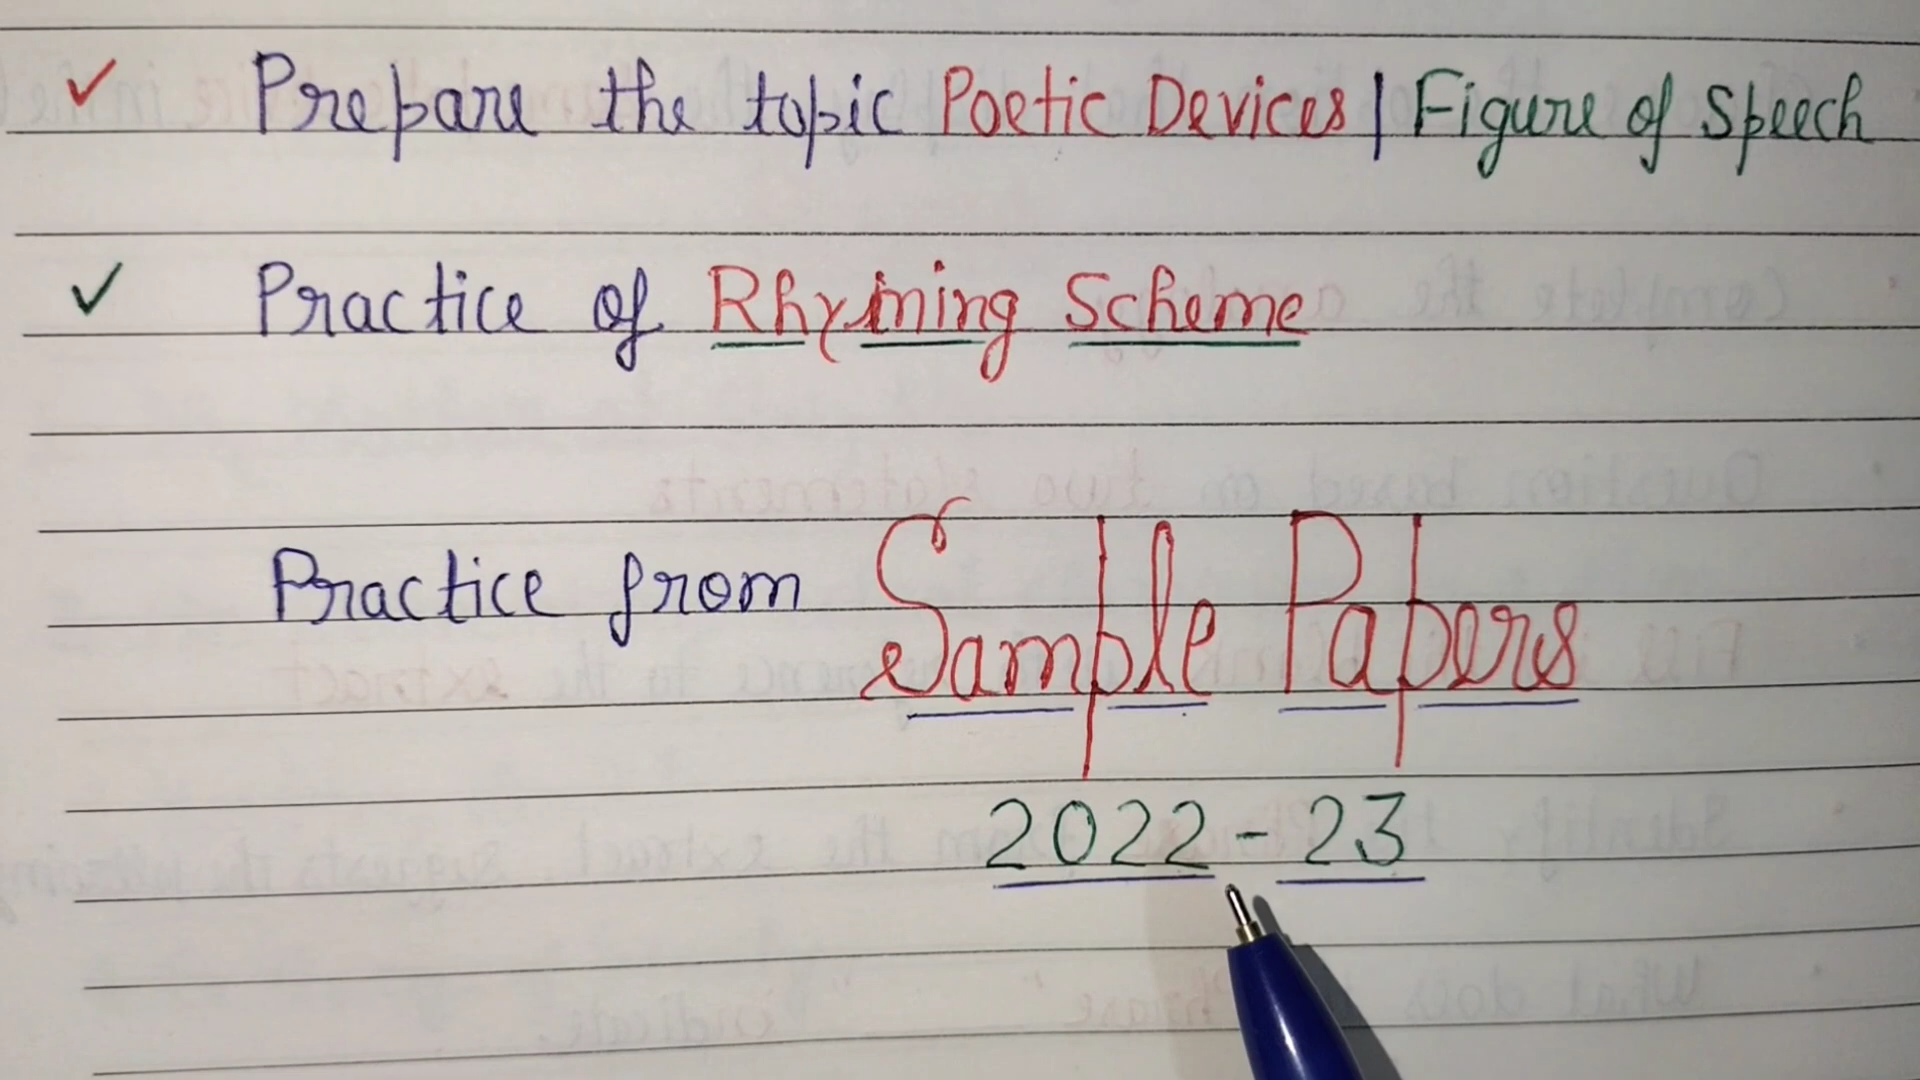 ✓ Prepare the topic Poetic Devices | Figure of Speech
✓ Practice of Rhyming Scheme
Practice from Sample Papers
2022-23